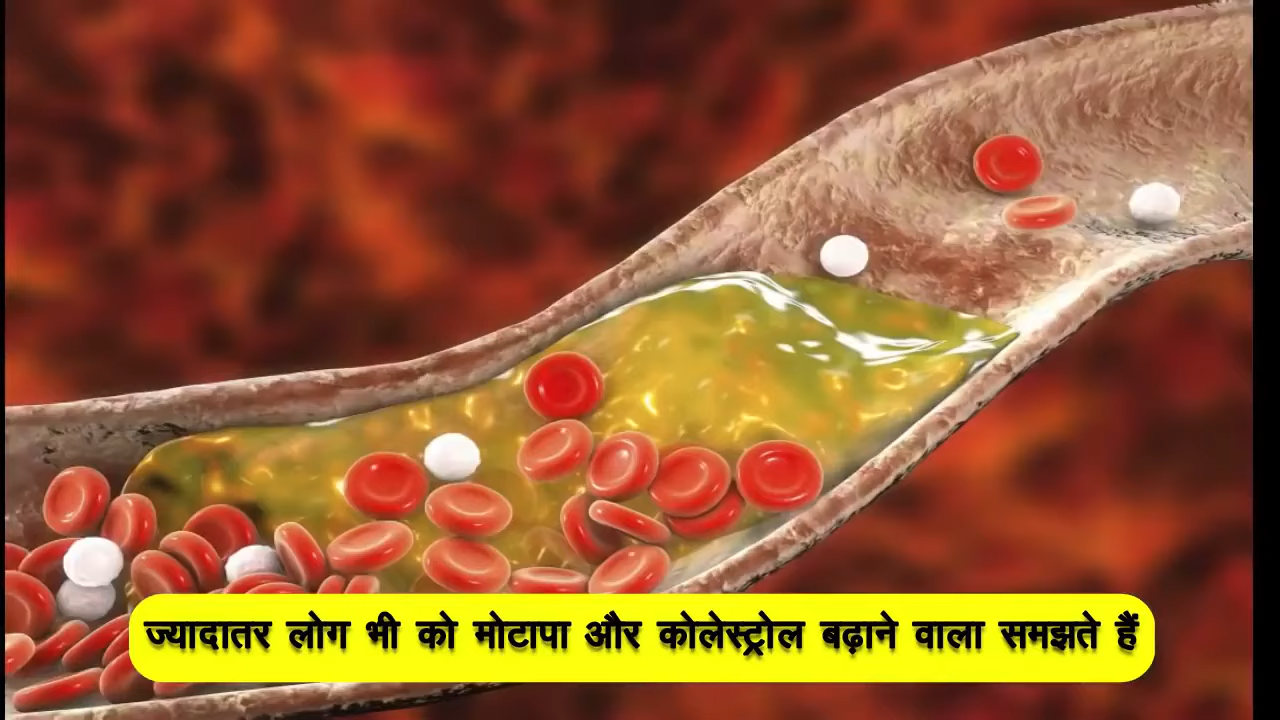 ज्यादातर लोग भी को मोटापा और कोलेस्ट्रोल बढ़ाने वाला समझते हैं